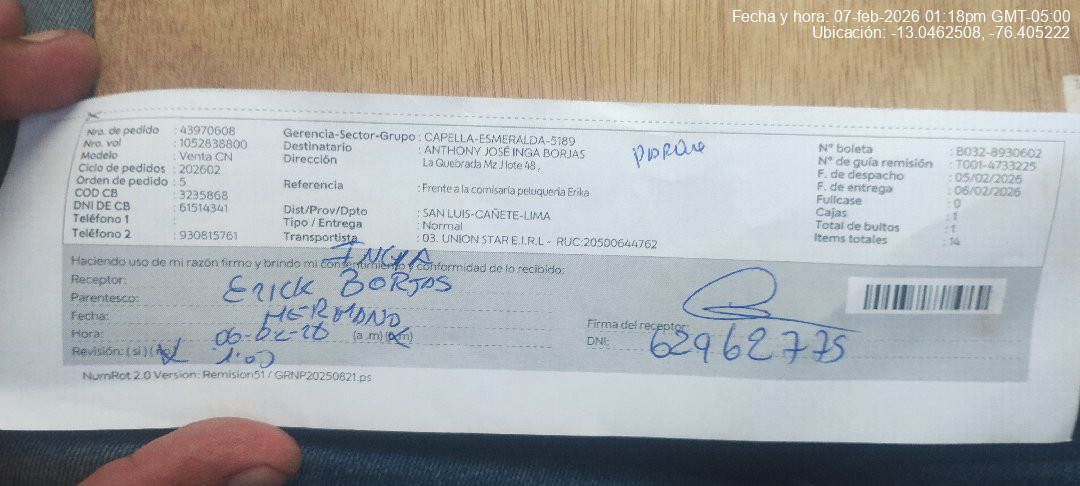 Fecha y hora: 07-feb-2026 01:18pm GMT-05:00
Ubicación: -13.0462508, -76.405222
Nro. de pedido : 43970608
Nro. vol : 1052838800
Modelo : Venta CN
Ciclo de pedidos : 202602
Orden de pedido : 5
COD CB : 3235868
DNI DE CB : 61514341
Teléfono 1 :
Teléfono 2 : 930815761
Gerencia-Sector-Grupo : CAPELLA-ESMERALDA-5189
Destinatario : ANTHONY JOSÉ INGA BORJAS
Dirección : La Quebrada Mz J lote 48 ,
Referencia : Frente a la comisaría peluqueria Erika
Dist/Prov/Dpto : SAN LUIS-CAÑETE-LIMA
Tipo / Entrega : Normal
Transportista : 03. UNION STAR E.I.R.L - RUC:20500644762
N° boleta : B032-8930602
N° de guía remisión : T001-4733225
F. de despacho : 05/02/2026
F. de entrega : 06/02/2026
Fullcase : 0
Cajas : 1
Total de bultos : 1
Items totales : 14
Haciendo uso de mi razón firmo y brindo mi consentimiento y conformidad de lo recibido:
INGA
Receptor: ERICK BORJAS
Parentesco: HERMANO
Fecha: 06-02-26
Hora: 1:00 (a .m) (p.m)
Revisión: ( si ) ( no )
Firma del receptor:
DNI: 62962775
NumRot 2.0 Version: Remision51 / GRNP20250821.ps